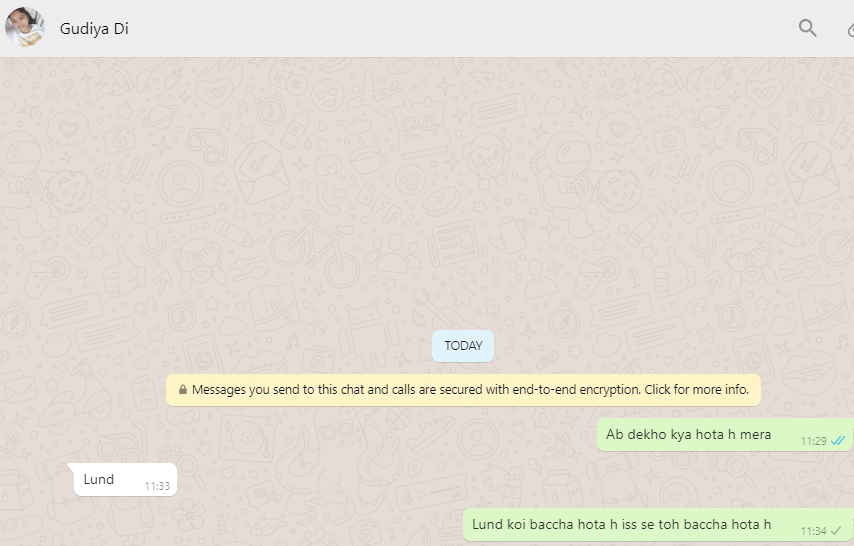 Gudiya Di
TODAY
Messages you send to this chat and calls are secured with end-to-end encryption. Click for more info.
Ab dekho kya hota h mera
11:29
Lund
11:33
Lund koi baccha hota h iss se toh baccha hota h
11:34